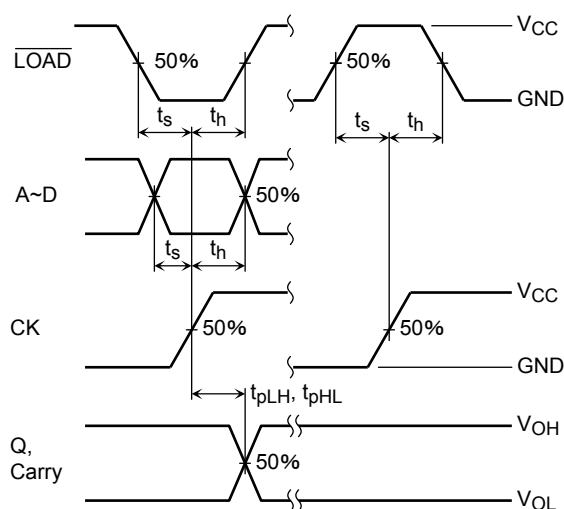 V_CC
LOAD 50% 50%
GND
t_s t_h t_s t_h
A~D 50%
t_s t_h
V_CC
CK 50% 50%
GND
t_pLH, t_pHL
V_OH
Q, 50%
Carry
V_OL